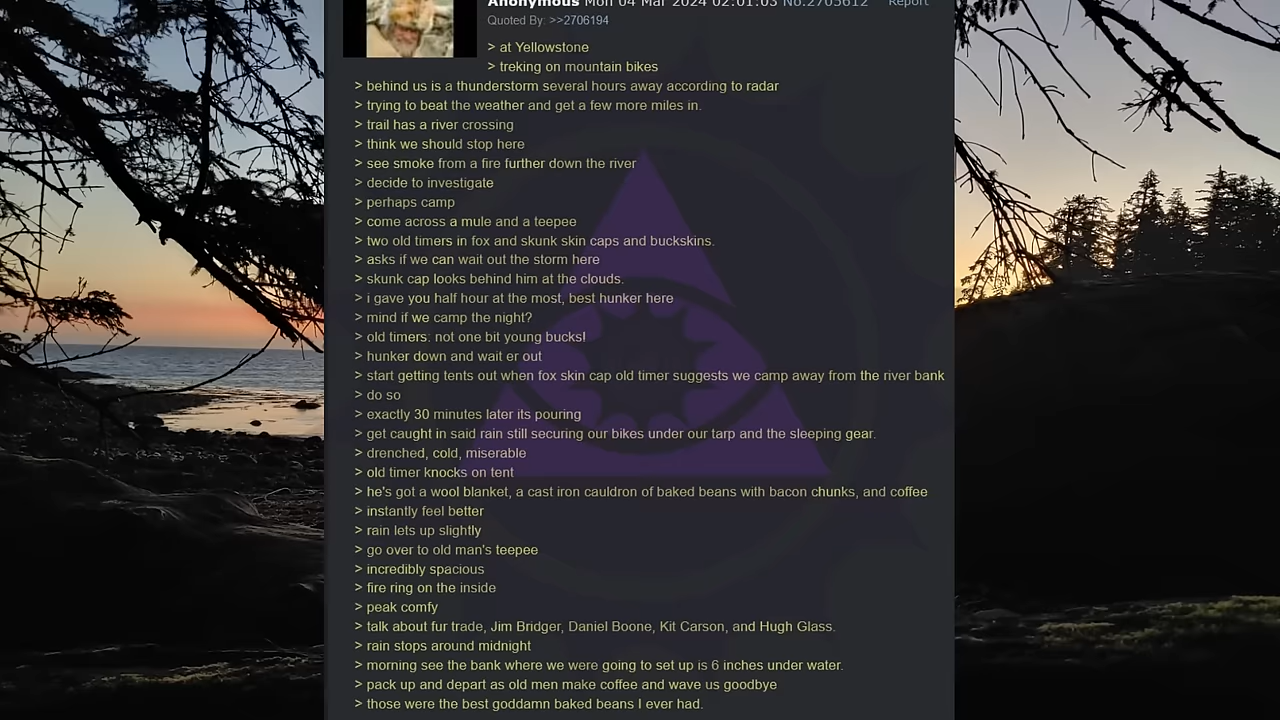 Anonymous Mon 04 Mar 2024 02:01:03 No.2705612 Report
Quoted By: >>2706194
> at Yellowstone
> treking on mountain bikes
> behind us is a thunderstorm several hours away according to radar
> trying to beat the weather and get a few more miles in.
> trail has a river crossing
> think we should stop here
> see smoke from a fire further down the river
> decide to investigate
> perhaps camp
> come across a mule and a teepee
> two old timers in fox and skunk skin caps and buckskins.
> asks if we can wait out the storm here
> skunk cap looks behind him at the clouds.
> i gave you half hour at the most, best hunker here
> mind if we camp the night?
> old timers: not one bit young bucks!
> hunker down and wait er out
> start getting tents out when fox skin cap old timer suggests we camp away from the river bank
> do so
> exactly 30 minutes later its pouring
> get caught in said rain still securing our bikes under our tarp and the sleeping gear.
> drenched, cold, miserable
> old timer knocks on tent
> he's got a wool blanket, a cast iron cauldron of baked beans with bacon chunks, and coffee
> instantly feel better
> rain lets up slightly
> go over to old man's teepee
> incredibly spacious
> fire ring on the inside
> peak comfy
> talk about fur trade, Jim Bridger, Daniel Boone, Kit Carson, and Hugh Glass.
> rain stops around midnight
> morning see the bank where we were going to set up is 6 inches under water.
> pack up and depart as old men make coffee and wave us goodbye
> those were the best goddamn baked beans I ever had.